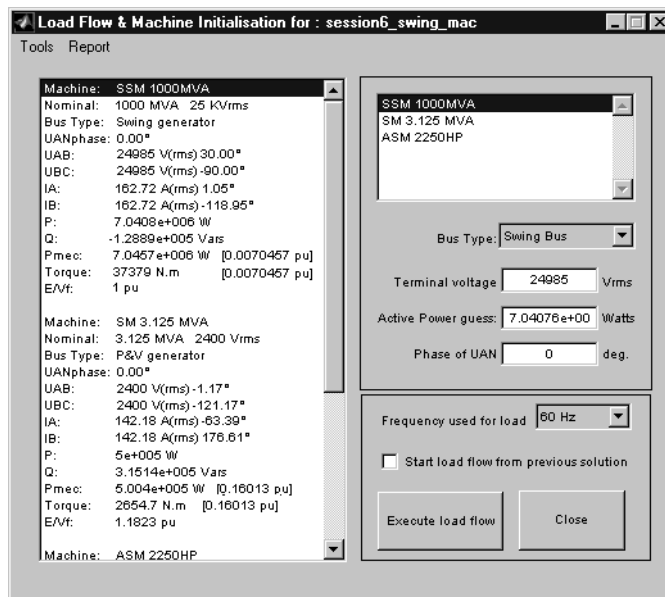 Load Flow & Machine Initialisation for : session6_swing_mac
Tools Report
Machine: SSM 1000MVA
Nominal: 1000 MVA 25 KVrms
Bus Type: Swing generator
UANphase: 0.00°
UAB: 24985 V(rms) 30.00°
UBC: 24985 V(rms) -90.00°
IA: 162.72 A(rms) 1.05°
IB: 162.72 A(rms) -118.95°
P: 7.0408e+006 W
Q: -1.2889e+005 Vars
Pmec: 7.0457e+006 W [0.0070457 pu]
Torque: 37379 N.m [0.0070457 pu]
E/Vf: 1 pu
Machine: SM 3.125 MVA
Nominal: 3.125 MVA 2400 Vrms
Bus Type: P&V generator
UANphase: 0.00°
UAB: 2400 V(rms) -1.17°
UBC: 2400 V(rms) -121.17°
IA: 142.18 A(rms) -63.39°
IB: 142.18 A(rms) 176.61°
P: 5e+005 W
Q: 3.1514e+005 Vars
Pmec: 5.004e+005 W [0.16013 pu]
Torque: 2654.7 N.m [0.16013 pu]
E/Vf: 1.1823 pu
Machine: ASM 2250HP
SSM 1000MVA
SM 3.125 MVA
ASM 2250HP
Bus Type: Swing Bus
Terminal voltage 24985 Vrms
Active Power guess: 7.04076e+00 Watts
Phase of UAN 0 deg.
Frequency used for load 60 Hz
Start load flow from previous solution
Execute load flow
Close